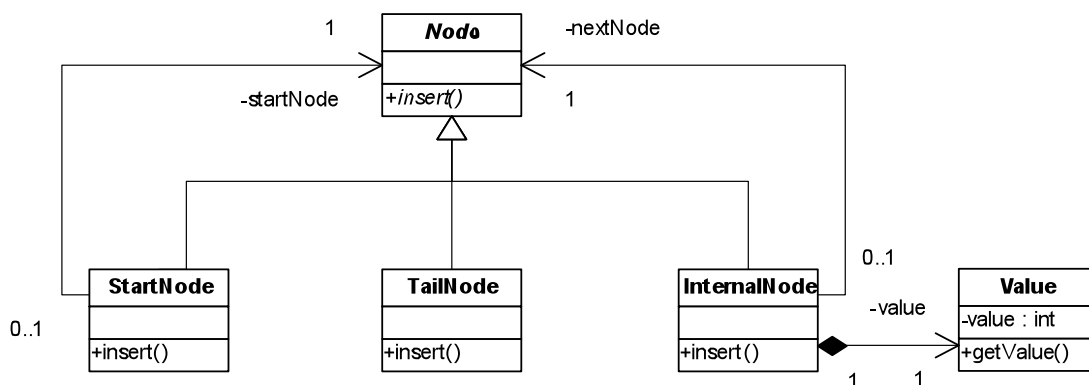 1
Node
-nextNode
-startNode
+insert()
1
StartNode
TailNode
InternalNode
0..1
Value
-value
-value : int
0..1
+insert()
+insert()
+insert()
+getValue()
1
1